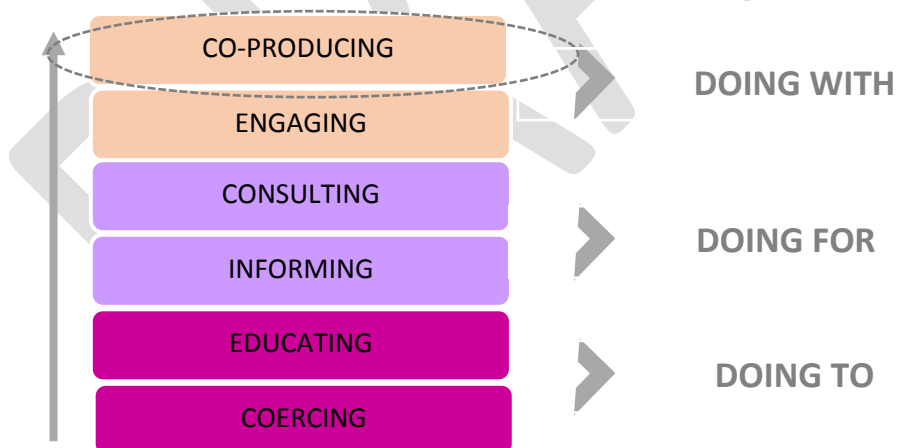 CO-PRODUCING
DOING WITH
ENGAGING
CONSULTING
DOING FOR
INFORMING
EDUCATING
DOING TO
COERCING